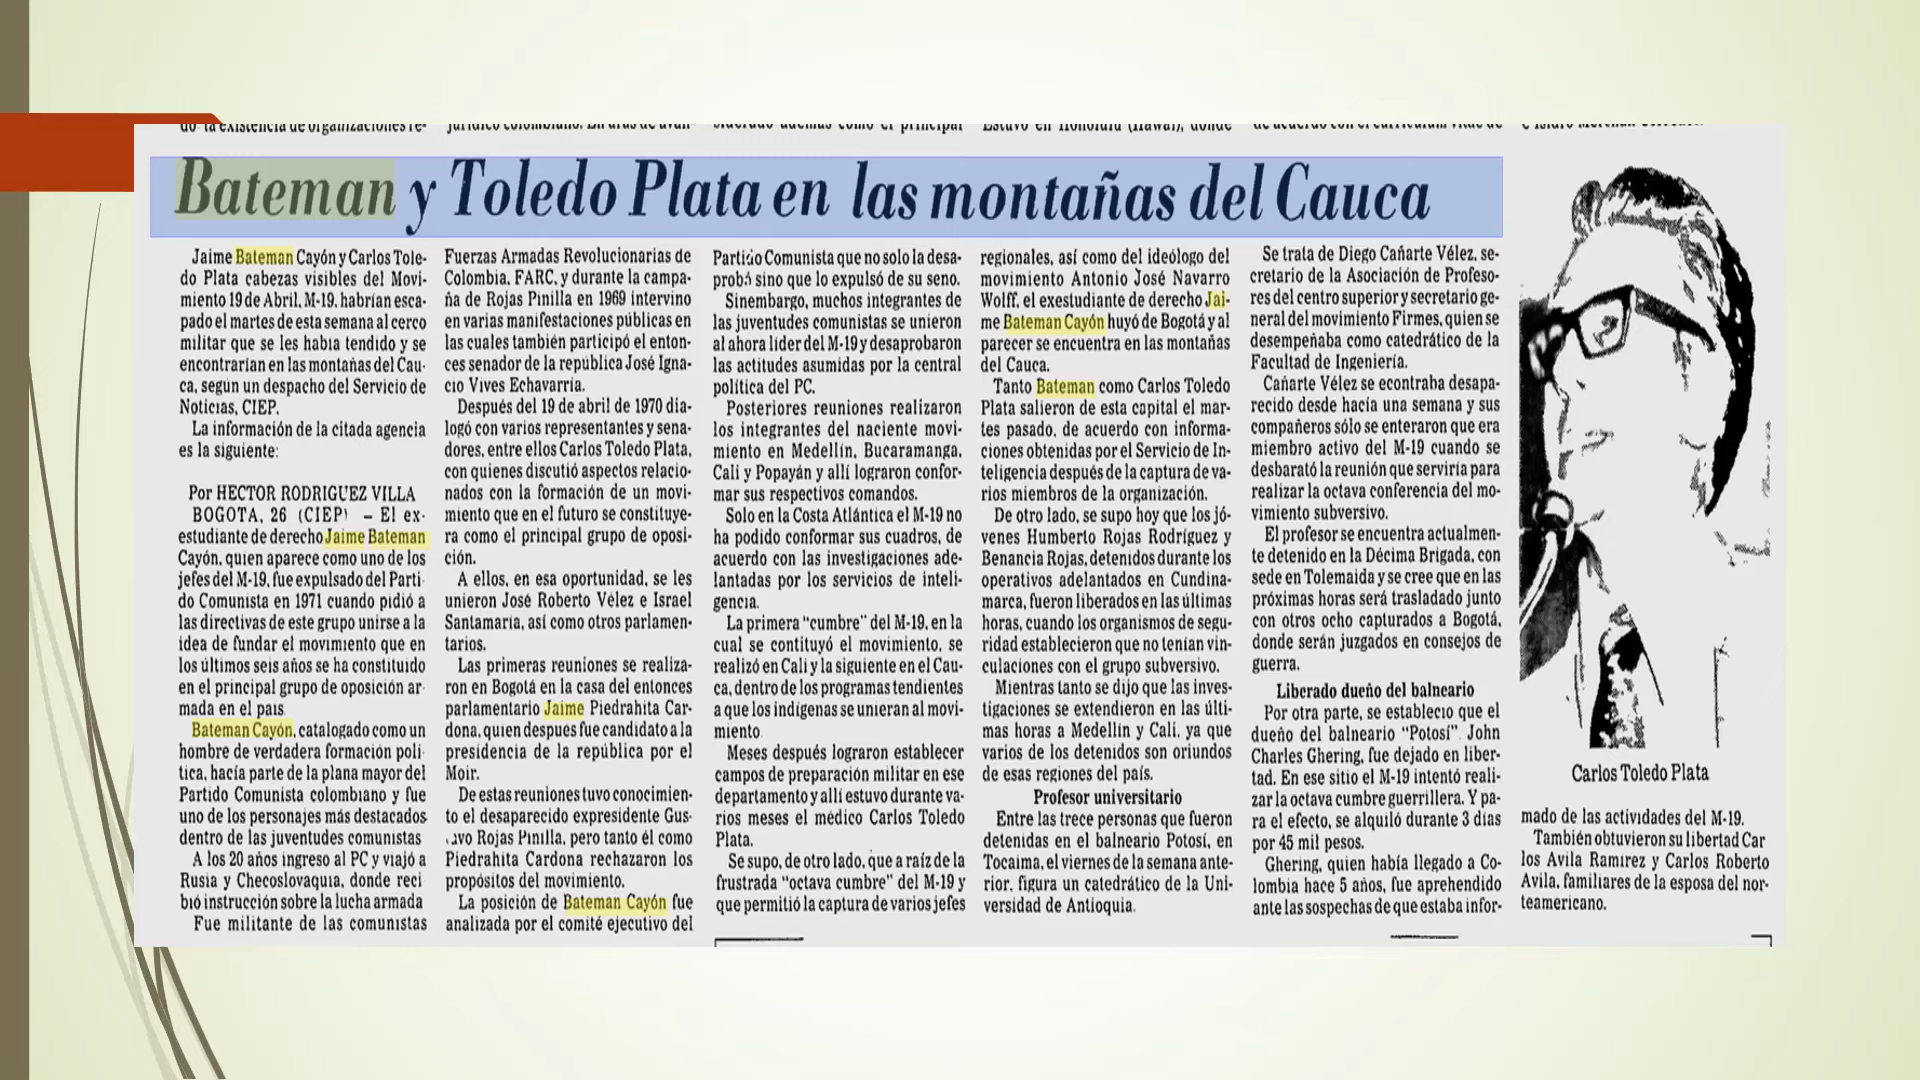 Bateman y Toledo Plata en las montañas del Cauca
Jaime Bateman Cayón y Carlos Tole-
do Plata cabezas visibles del Movi-
miento 19 de Abril, M-19, habrían esca-
pado el martes de esta semana al cerco
militar que se les había tendido y se
encontrarían en las montañas del Cau-
ca, segun un despacho del Servicio de
Noticias, CIEP.
La información de la citada agencia
es la siguiente:
Por HECTOR RODRIGUEZ VILLA
BOGOTA, 26 (CIEP) – El ex-
estudiante de derecho Jaime Bateman
Cayón, quien aparece como uno de los
jefes del M-19, fue expulsado del Parti-
do Comunista en 1971 cuando pidió a
las directivas de este grupo unirse a la
idea de fundar el movimiento que en
los últimos seis años se ha constituido
en el principal grupo de oposición ar-
mada en el país
Bateman Cayón, catalogado como un
hombre de verdadera formación polí-
tica, hacía parte de la plana mayor del
Partido Comunista colombiano y fue
uno de los personajes más destacados
dentro de las juventudes comunistas
A los 20 años ingreso al PC y viajó a
Rusia y Checoslovaquia, donde reci
bió instrucción sobre la lucha armada
Fue militante de las comunistas
Fuerzas Armadas Revolucionarias de
Colombia, FARC, y durante la campa-
ña de Rojas Pinilla en 1969 intervino
en varias manifestaciones públicas en
las cuales también participó el enton-
ces senador de la república José Igna-
cio Vives Echavarría.
Después del 19 de abril de 1970 dia-
logó con varios representantes y sena-
dores, entre ellos Carlos Toledo Plata,
con quienes discutió aspectos relacio-
nados con la formación de un movi-
miento que en el futuro se constituye-
ra como el principal grupo de oposi-
ción.
A ellos, en esa oportunidad, se les
unieron José Roberto Vélez e Israel
Santamaría, así como otros parlamen-
tarios.
Las primeras reuniones se realiza-
ron en Bogotá en la casa del entonces
parlamentario Jaime Piedrahita Car-
dona, quien despues fue candidato a la
presidencia de la república por el
Moir.
De estas reuniones tuvo conocimien-
to el desaparecido expresidente Gus-
avo Rojas Pinilla, pero tanto él como
Piedrahita Cardona rechazaron los
propósitos del movimiento.
La posición de Bateman Cayón fue
analizada por el comité ejecutivo del
Partido Comunista que no solo la desa-
probó sino que lo expulsó de su seno.
Sinembargo, muchos integrantes de
las juventudes comunistas se unieron
al ahora líder del M-19 y desaprobaron
las actitudes asumidas por la central
política del PC.
Posteriores reuniones realizaron
los integrantes del naciente movi-
miento en Medellín, Bucaramanga,
Cali y Popayán y allí lograron confor-
mar sus respectivos comandos.
Solo en la Costa Atlántica el M-19 no
ha podido conformar sus cuadros, de
acuerdo con las investigaciones ade-
lantadas por los servicios de inteli-
gencia.
La primera "cumbre" del M-19, en la
cual se contituyó el movimiento, se
realizó en Cali y la siguiente en el Cau-
ca, dentro de los programas tendientes
a que los indígenas se unieran al movi-
miento
Meses después lograron establecer
campos de preparación militar en ese
departamento y allí estuvo durante va-
rios meses el médico Carlos Toledo
Plata.
Se supo, de otro lado, que a raíz de la
frustrada "octava cumbre" del M-19 y
que permitió la captura de varios jefes
regionales, así como del ideólogo del
movimiento Antonio José Navarro
Wolff, el exestudiante de derecho Jai-
me Bateman Cayón huyó de Bogotá y al
parecer se encuentra en las montañas
del Cauca.
Tanto Bateman como Carlos Toledo
Plata salieron de esta capital el mar-
tes pasado, de acuerdo con informa-
ciones obtenidas por el Servicio de In-
teligencia después de la captura de va-
rios miembros de la organización.
De otro lado, se supo hoy que los jó-
venes Humberto Rojas Rodríguez y
Benancia Rojas, detenidos durante los
operativos adelantados en Cundina-
marca, fueron liberados en las últimas
horas, cuando los organismos de segu-
ridad establecieron que no tenían vin-
culaciones con el grupo subversivo.
Mientras tanto se dijo que las inves-
tigaciones se extendieron en las últi-
mas horas a Medellín y Cali, ya que
varios de los detenidos son oriundos
de esas regiones del país.
Profesor universitario
Entre las trece personas que fueron
detenidas en el balneario Potosí, en
Tocaima, el viernes de la semana ante-
rior, figura un catedrático de la Uni-
versidad de Antioquia.
Se trata de Diego Cañarte Vélez, se-
cretario de la Asociación de Profeso-
res del centro superior y secretario ge-
neral del movimiento Firmes, quien se
desempeñaba como catedrático de la
Facultad de Ingeniería.
Cañarte Vélez se econtraba desapa-
recido desde hacía una semana y sus
compañeros sólo se enteraron que era
miembro activo del M-19 cuando se
desbarató la reunión que serviría para
realizar la octava conferencia del mo-
vimiento subversivo.
El profesor se encuentra actualmen-
te detenido en la Décima Brigada, con
sede en Tolemaida y se cree que en las
próximas horas será trasladado junto
con otros ocho capturados a Bogotá,
donde serán juzgados en consejos de
guerra.
Liberado dueño del balneario
Por otra parte, se establecio que el
dueño del balneario "Potosí". John
Charles Ghering, fue dejado en liber-
tad. En ese sitio el M-19 intentó reali-
zar la octava cumbre guerrillera. Y pa-
ra el efecto, se alquiló durante 3 días
por 45 mil pesos.
Ghering, quien había llegado a Co-
lombia hace 5 años, fue aprehendido
ante las sospechas de que estaba infor-
Carlos Toledo Plata
mado de las actividades del M-19.
También obtuvieron su libertad Car
los Avila Ramirez y Carlos Roberto
Avila, familiares de la esposa del nor-
teamericano.